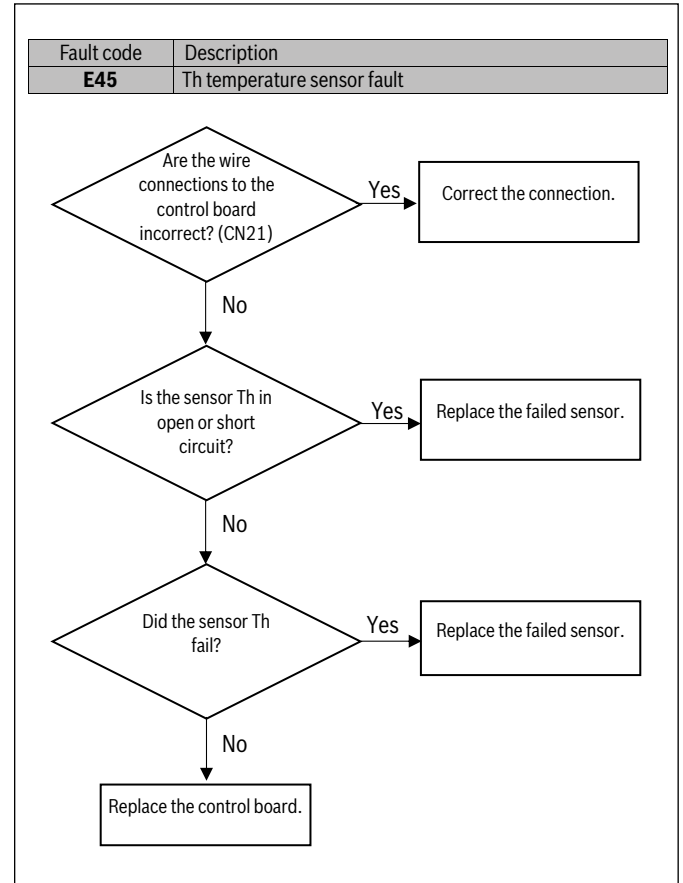 Fault code Description
E45 Th temperature sensor fault
Are the wire
connections to the
control board
incorrect? (CN21)
Yes
Correct the connection.
No
Is the sensor Th in
open or short
circuit?
Yes
Replace the failed sensor.
No
Did the sensor Th
fail?
Yes
Replace the failed sensor.
No
Replace the control board.